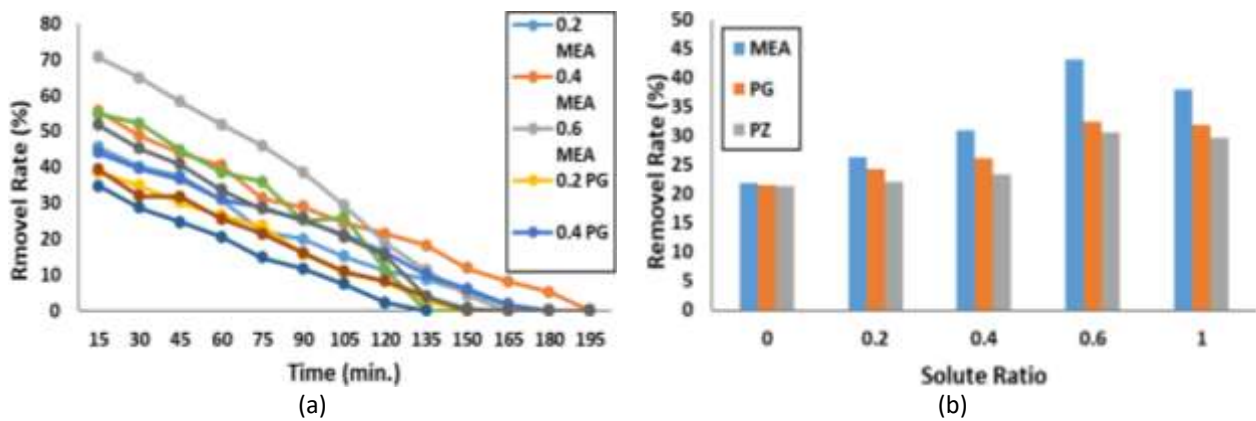 80
70
60
50
40
30
20
10
0
Rmovel Rate (%)
15 30 45 60 75 90 105 120 135 150 165 180 195
Time (min.)
0.2
MEA
0.4
MEA
0.6
MEA
0.2 PG
0.4 PG
(a)
50
45
40
35
30
25
20
15
10
5
0
Removel Rate (%)
MEA
PG
PZ
0 0.2 0.4 0.6 1
Solute Ratio
(b)